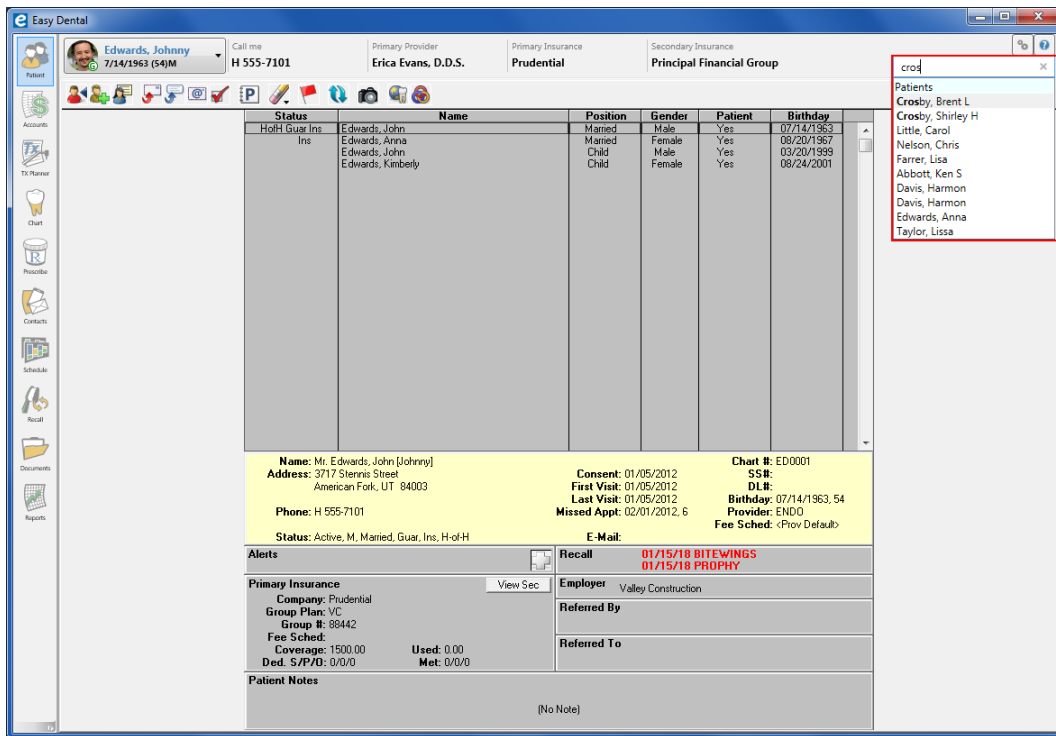 Easy Dental
Edwards, Johnny
7/14/1963 (54)M
Call me
H 555-7101
Primary Provider
Erica Evans, D.D.S.
Primary Insurance
Prudential
Secondary Insurance
Principal Financial Group
cros
Patients
Crosby, Brent L
Crosby, Shirley H
Little, Carol
Nelson, Chris
Farrer, Lisa
Abbott, Ken S
Davis, Harmon
Davis, Harmon
Edwards, Anna
Taylor, Lissa
Patient
Accounts
TX Planner
Chart
Prescribe
Contacts
Schedule
Recall
Documents
Reports
Status Name Position Gender Patient Birthday
HofH Guar Ins Edwards, John Married Male Yes 07/14/1963
Ins Edwards, Anna Married Female Yes 08/20/1967
Edwards, John Child Male Yes 03/20/1999
Edwards, Kimberly Child Female Yes 08/24/2001
Name: Mr. Edwards, John [Johnny] Chart #: ED0001
Address: 3717 Stennis Street Consent: 01/05/2012 SS#:
American Fork, UT 84003 First Visit: 01/05/2012 DL#:
Last Visit: 01/05/2012 Birthday: 07/14/1963, 54
Phone: H 555-7101 Missed Appt: 02/01/2012, 6 Provider: ENDO
Fee Sched: <Prov Default>
Status: Active, M, Married, Guar, Ins, H-of-H E-Mail:
Alerts
Recall 01/15/18 BITEWINGS
01/15/18 PROPHY
Primary Insurance View Sec
Company: Prudential
Group Plan: VC
Group #: 88442
Fee Sched:
Coverage: 1500.00 Used: 0.00
Ded. S/P/O: 0/0/0 Met: 0/0/0
Employer Valley Construction
Referred By
Referred To
Patient Notes
(No Note)